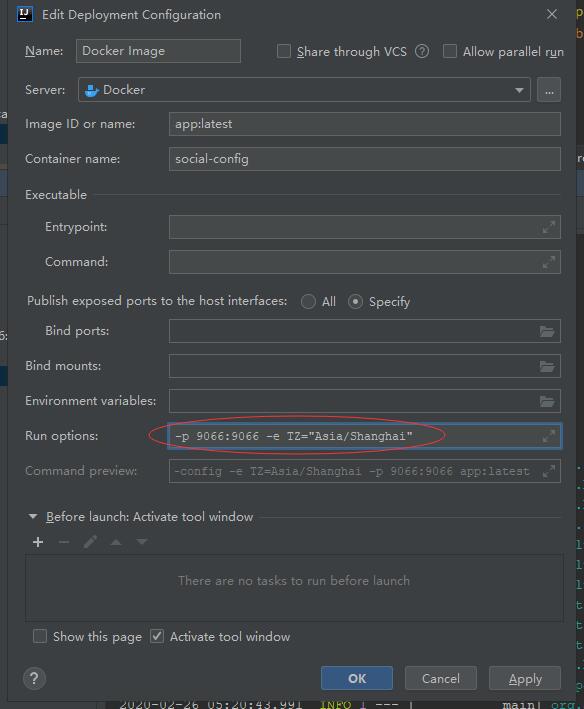 Edit Deployment Configuration
Name: Docker Image Share through VCS ? Allow parallel run
Server: Docker ...
Image ID or name: app:latest
Container name: social-config
Executable
Entrypoint:
Command:
Publish exposed ports to the host interfaces: All Specify
Bind ports:
Bind mounts:
Environment variables:
Run options: -p 9066:9066 -e TZ="Asia/Shanghai"
Command preview: -config -e TZ=Asia/Shanghai -p 9066:9066 app:latest
Before launch: Activate tool window
There are no tasks to run before launch
Show this page Activate tool window
? OK Cancel Apply
2020-02-26 05:20:43.991 INFO 1 --- [ main] org.